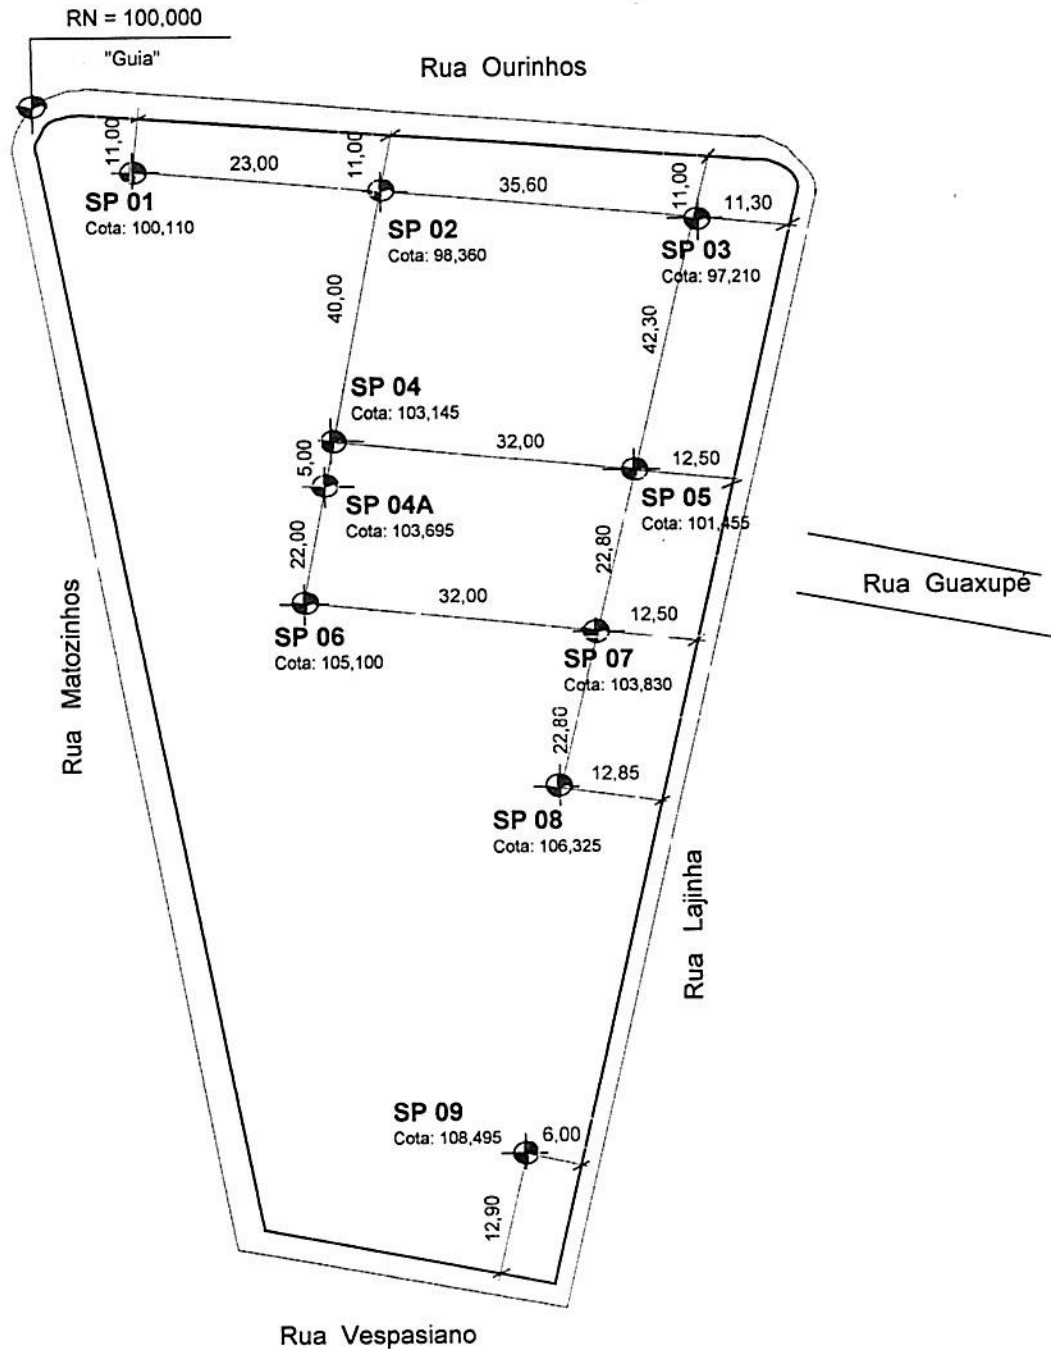 RN = 100,000
"Guia"
Rua Ourinhos
11,00
23,00
11,00
35,60
11,00
11,30
SP 01
Cota: 100,110
SP 02
Cota: 98,360
SP 03
Cota: 97,210
40,00
42,30
SP 04
Cota: 103,145
32,00
12,50
5,00
SP 04A
Cota: 103,695
SP 05
Cota: 101,455
22,00
22,80
Rua Guaxupé
32,00
12,50
SP 06
Cota: 105,100
SP 07
Cota: 103,830
Rua Matozinhos
22,80
12,85
SP 08
Cota: 106,325
Rua Lajinha
SP 09
Cota: 108,495
6,00
12,90
Rua Vespasiano